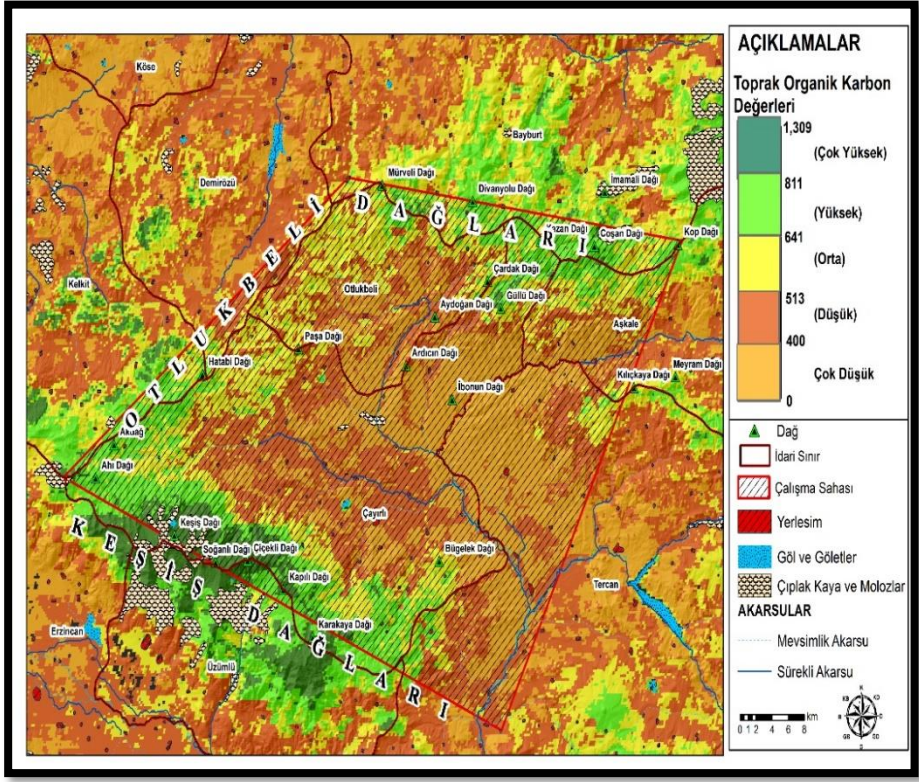 Köse
Bayburt
Mürveli Dağı
İmamali Dağı
Demirözü
Divanyolu Dağı
Coşan Dağı
Kop Dağı
OTLUKBELİ DAĞLARI
Çardak Dağı
Kelkit
Otlukbeli
Güllü Dağı
Aydoğan Dağı
Aşkale
Paşa Dağı
Ardıcın Dağı
Hatabi Dağı
Meyram Dağı
Kılıçkaya Dağı
İbonun Dağı
Akdağ
Ahı Dağı
Çayırlı
Keşiş Dağı
Soğanlı Dağı
Çiçekli Dağı
Bügelek Dağı
Kapılı Dağı
Tercan
KEŞİŞ DAĞLARI
Karakaya Dağı
Erzincan
Üzümlü
AÇIKLAMALAR
Toprak Organik Karbon
Değerleri
1,309
(Çok Yüksek)
811
(Yüksek)
641
(Orta)
513
(Düşük)
400
Çok Düşük
0
Dağ
İdari Sınır
Çalışma Sahası
Yerlesim
Göl ve Göletler
Çıplak Kaya ve Molozlar
AKARSULAR
Mevsimlik Akarsu
Sürekli Akarsu
0 1 2 4 6 8 km